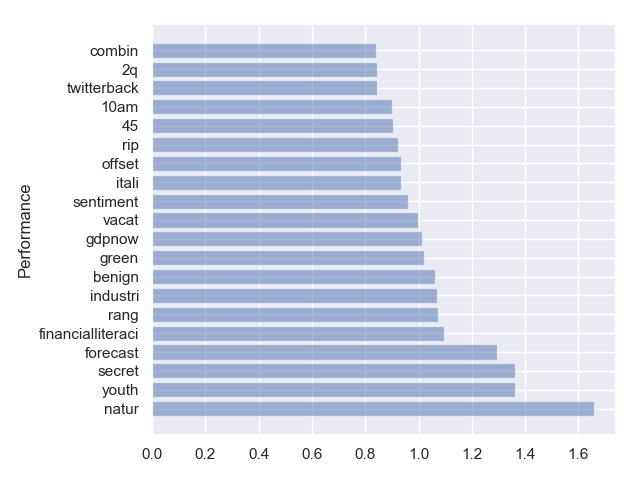 combin
2q
twitterback
10am
45
rip
offset
itali
sentiment
vacat
gdpnow
green
benign
industri
rang
financialliteraci
forecast
secret
youth
natur
Performance
0.0 0.2 0.4 0.6 0.8 1.0 1.2 1.4 1.6